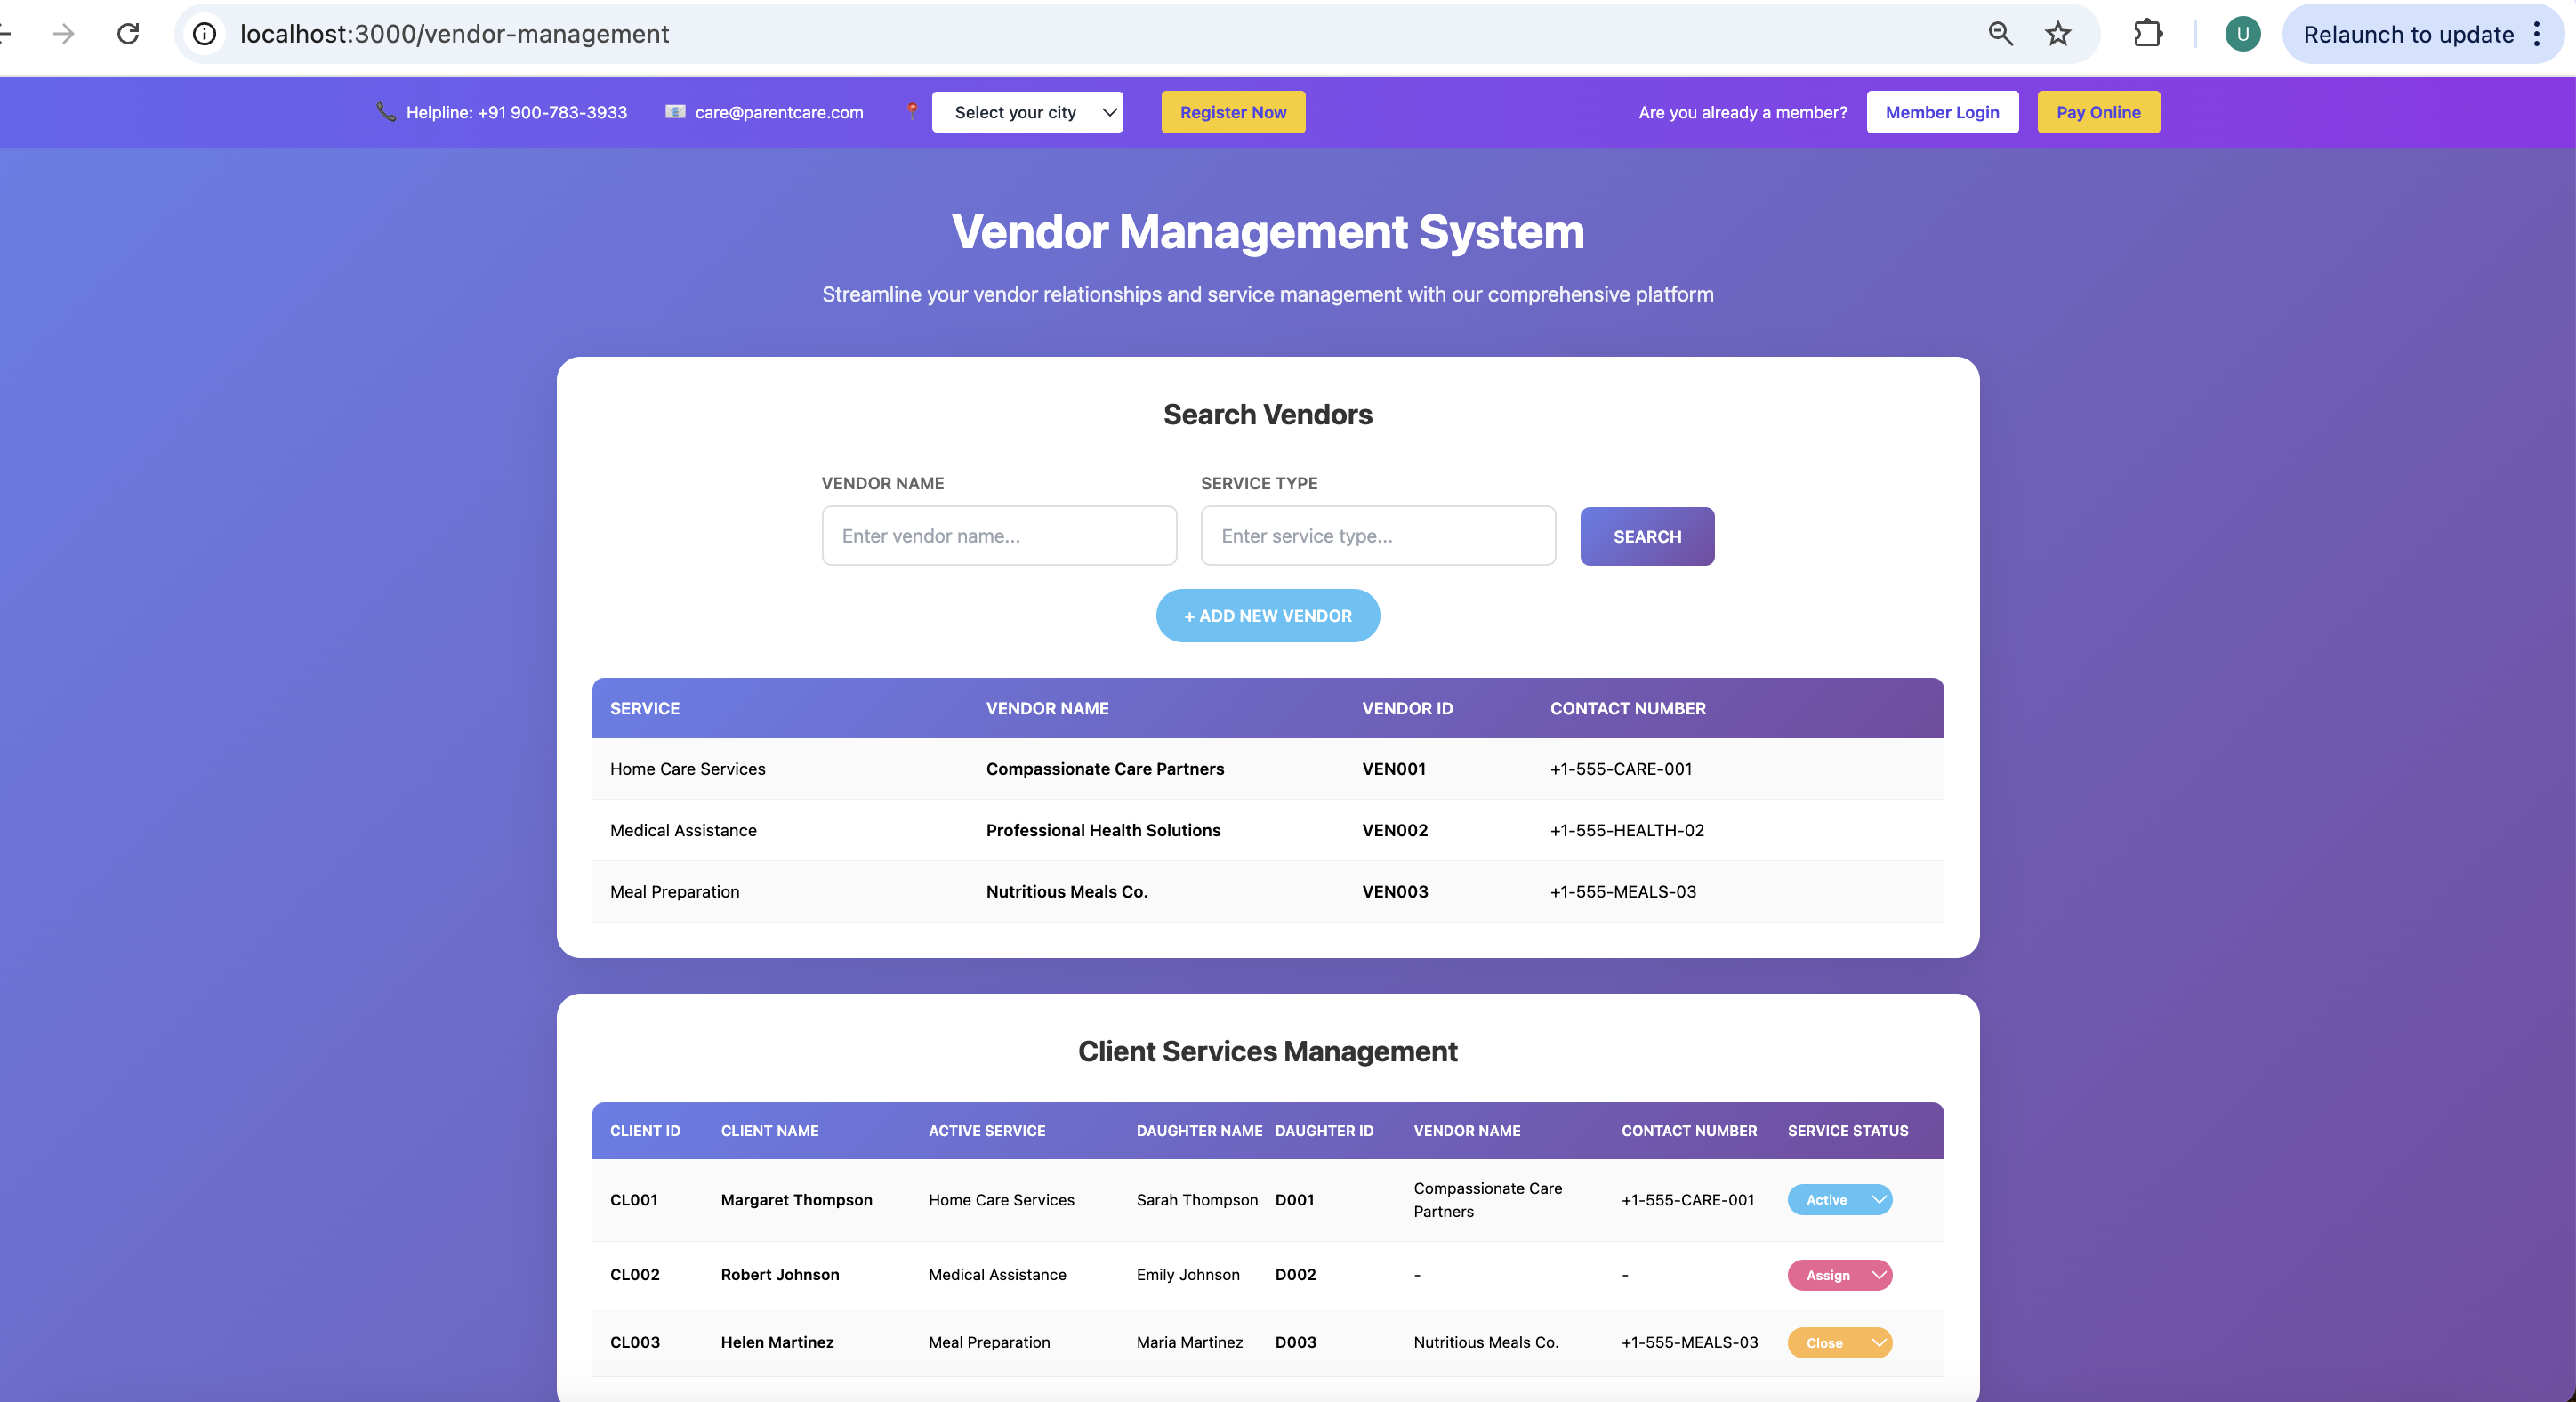 localhost:3000/vendor-management
U
Relaunch to update
Helpline: +91 900-783-3933
care@parentcare.com
Select your city
Register Now
Are you already a member?
Member Login
Pay Online
Vendor Management System
Streamline your vendor relationships and service management with our comprehensive platform
Search Vendors
VENDOR NAME SERVICE TYPE
Enter vendor name... Enter service type... SEARCH
+ ADD NEW VENDOR
SERVICE VENDOR NAME VENDOR ID CONTACT NUMBER
Home Care Services Compassionate Care Partners VEN001 +1-555-CARE-001
Medical Assistance Professional Health Solutions VEN002 +1-555-HEALTH-02
Meal Preparation Nutritious Meals Co. VEN003 +1-555-MEALS-03
Client Services Management
CLIENT ID CLIENT NAME ACTIVE SERVICE DAUGHTER NAME DAUGHTER ID VENDOR NAME CONTACT NUMBER SERVICE STATUS
CL001 Margaret Thompson Home Care Services Sarah Thompson D001 Compassionate Care Partners +1-555-CARE-001 Active
CL002 Robert Johnson Medical Assistance Emily Johnson D002 - - Assign
CL003 Helen Martinez Meal Preparation Maria Martinez D003 Nutritious Meals Co. +1-555-MEALS-03 Close